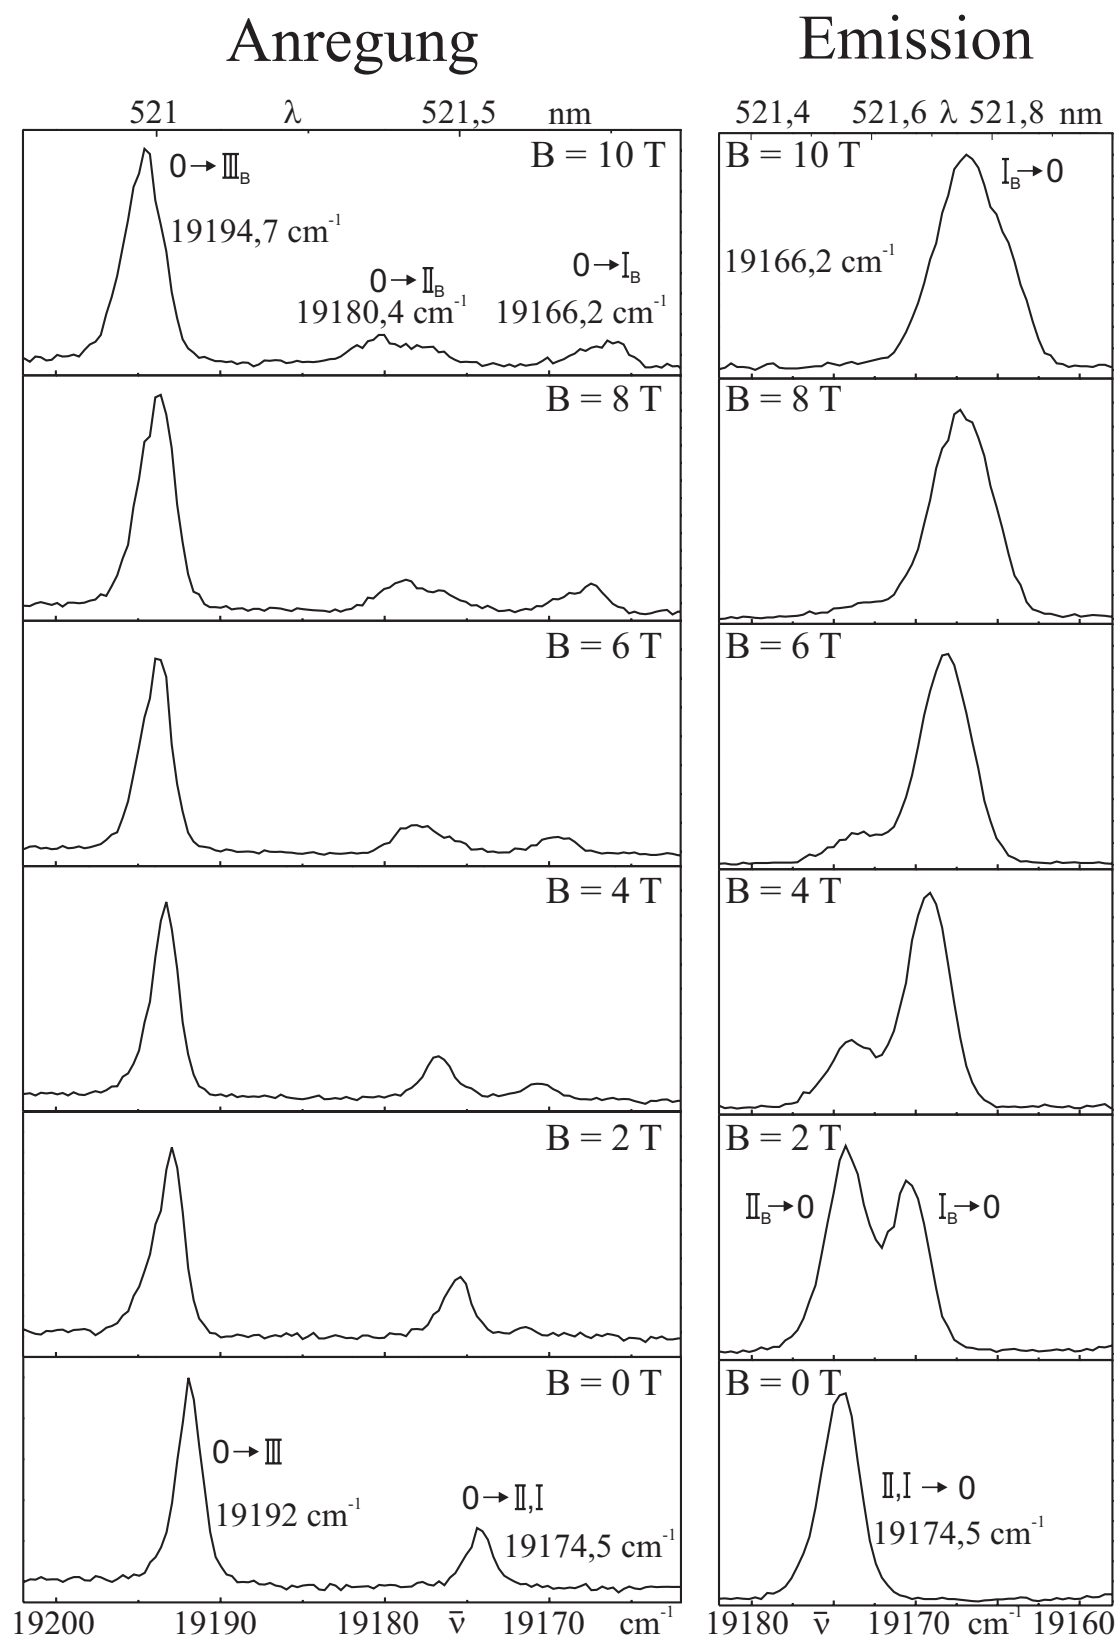 Anregung
Emission
521 λ 521,5 nm
521,4 521,6 λ 521,8 nm
B = 10 T
0→Ⅲ_B
19194,7 cm⁻¹
0→Ⅱ_B
19180,4 cm⁻¹
0→Ⅰ_B
19166,2 cm⁻¹
B = 10 T
Ⅰ_B→0
19166,2 cm⁻¹
B = 8 T
B = 8 T
B = 6 T
B = 6 T
B = 4 T
B = 4 T
B = 2 T
B = 2 T
Ⅱ_B→0
Ⅰ_B→0
B = 0 T
0→Ⅲ
19192 cm⁻¹
0→Ⅱ,Ⅰ
19174,5 cm⁻¹
B = 0 T
Ⅱ,Ⅰ → 0
19174,5 cm⁻¹
19200 19190 19180 ν̄ 19170 cm⁻¹
19180 ν̄ 19170 cm⁻¹ 19160